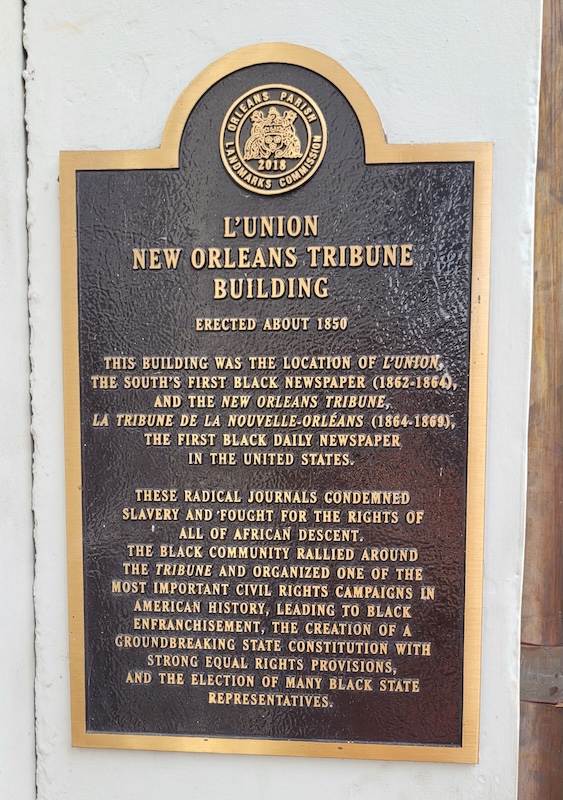 ORLEANS PARISH
2018
LANDMARKS COMMISSION
L'UNION
NEW ORLEANS TRIBUNE
BUILDING
ERECTED ABOUT 1850
THIS BUILDING WAS THE LOCATION OF L'UNION,
THE SOUTH'S FIRST BLACK NEWSPAPER (1862-1864),
AND THE NEW ORLEANS TRIBUNE,
LA TRIBUNE DE LA NOUVELLE-ORLÉANS (1864-1869),
THE FIRST BLACK DAILY NEWSPAPER
IN THE UNITED STATES.
THESE RADICAL JOURNALS CONDEMNED
SLAVERY AND FOUGHT FOR THE RIGHTS OF
ALL OF AFRICAN DESCENT.
THE BLACK COMMUNITY RALLIED AROUND
THE TRIBUNE AND ORGANIZED ONE OF THE
MOST IMPORTANT CIVIL RIGHTS CAMPAIGNS IN
AMERICAN HISTORY, LEADING TO BLACK
ENFRANCHISEMENT, THE CREATION OF A
GROUNDBREAKING STATE CONSTITUTION WITH
STRONG EQUAL RIGHTS PROVISIONS,
AND THE ELECTION OF MANY BLACK STATE
REPRESENTATIVES.